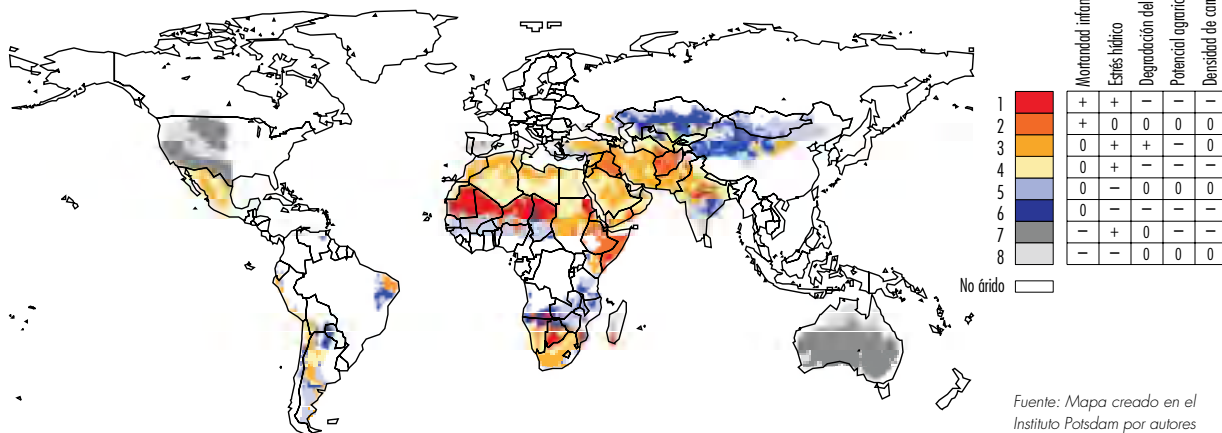 Mortandad infan
Estrés hídrico
Degradación del
Potencial agrari
Densidad de
1 + + – – –
2 + 0 0 0 0
3 0 + + – 0
4 0 + – – –
5 0 – 0 0 0
6 0 – – – –
7 – + 0 – –
8 – – 0 0 0
No árido
Fuente: Mapa creado en el
Instituto Potsdam por autores